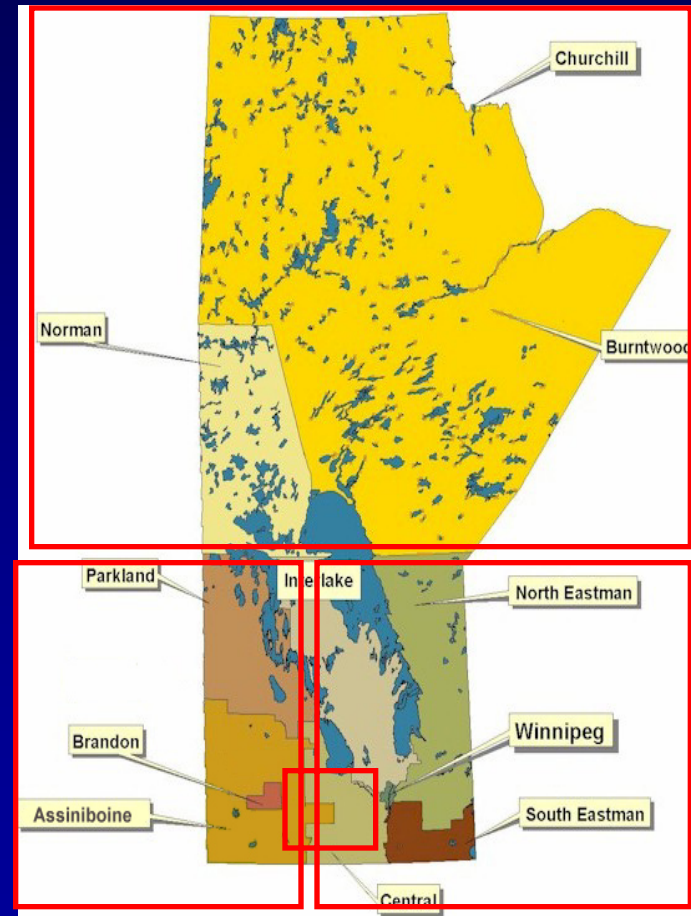 Churchill
Norman
Burntwood
Parkland
Interlake
North Eastman
Brandon
Winnipeg
Assiniboine
South Eastman
Central